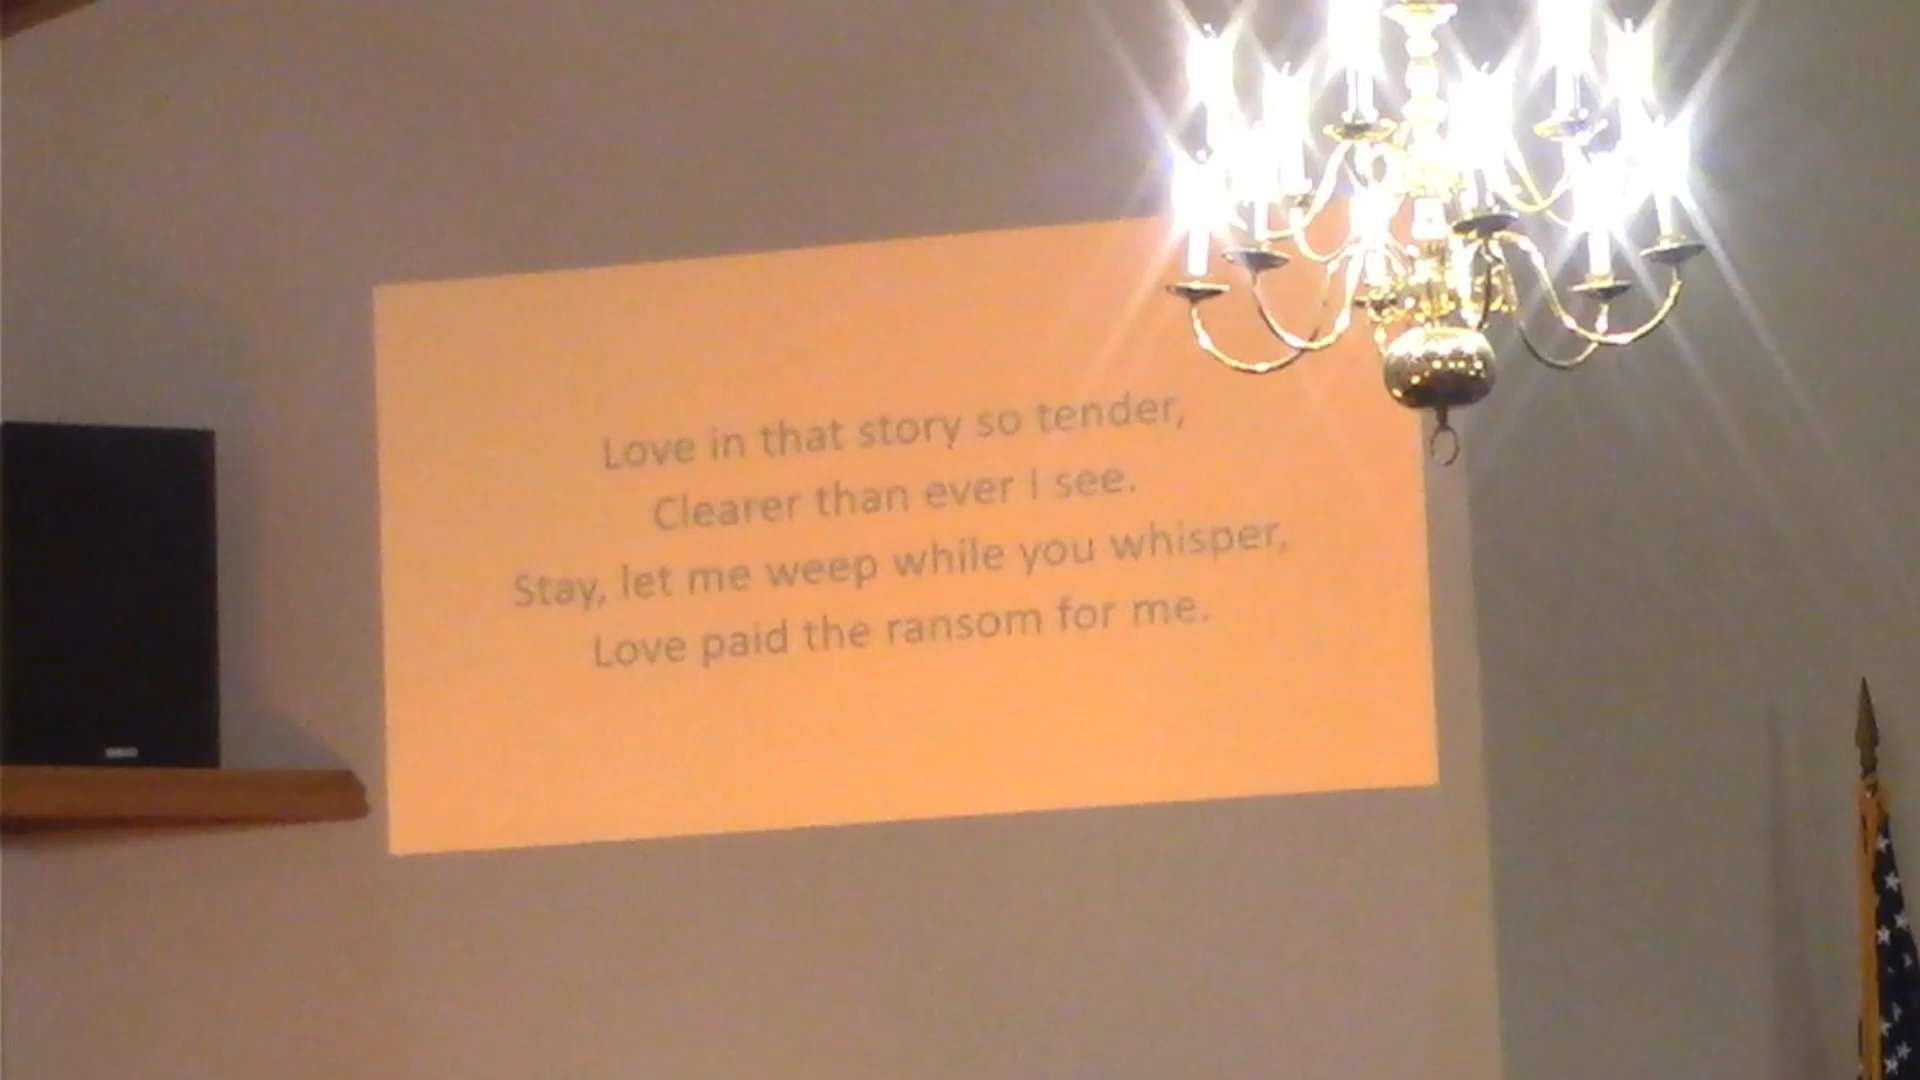 Love in that story so tender,
Clearer than ever I see.
Stay, let me weep while you whisper,
Love paid the ransom for me.